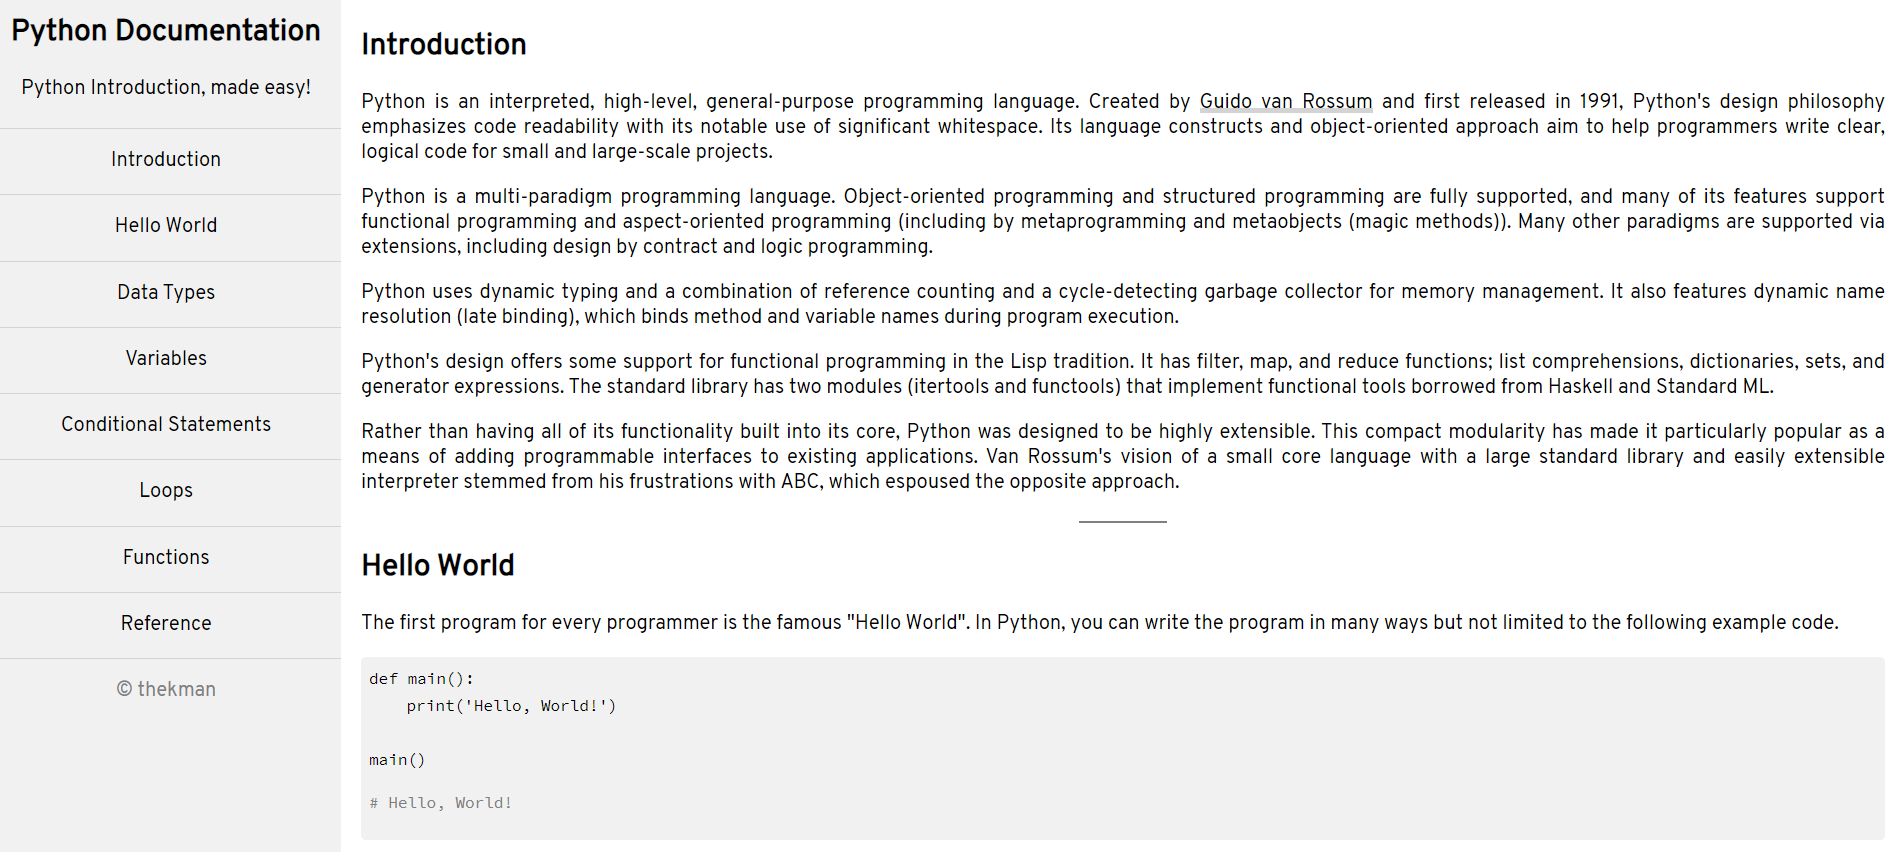 Python Documentation
Python Introduction, made easy!
Introduction
Hello World
Data Types
Variables
Conditional Statements
Loops
Functions
Reference
© thekman
Introduction
Python is an interpreted, high-level, general-purpose programming language. Created by Guido van Rossum and first released in 1991, Python's design philosophy
emphasizes code readability with its notable use of significant whitespace. Its language constructs and object-oriented approach aim to help programmers write clear,
logical code for small and large-scale projects.
Python is a multi-paradigm programming language. Object-oriented programming and structured programming are fully supported, and many of its features support
functional programming and aspect-oriented programming (including by metaprogramming and metaobjects (magic methods)). Many other paradigms are supported via
extensions, including design by contract and logic programming.
Python uses dynamic typing and a combination of reference counting and a cycle-detecting garbage collector for memory management. It also features dynamic name
resolution (late binding), which binds method and variable names during program execution.
Python's design offers some support for functional programming in the Lisp tradition. It has filter, map, and reduce functions; list comprehensions, dictionaries, sets, and
generator expressions. The standard library has two modules (itertools and functools) that implement functional tools borrowed from Haskell and Standard ML.
Rather than having all of its functionality built into its core, Python was designed to be highly extensible. This compact modularity has made it particularly popular as a
means of adding programmable interfaces to existing applications. Van Rossum's vision of a small core language with a large standard library and easily extensible
interpreter stemmed from his frustrations with ABC, which espoused the opposite approach.
Hello World
The first program for every programmer is the famous "Hello World". In Python, you can write the program in many ways but not limited to the following example code.
def main():
    print('Hello, World!')
main()
# Hello, World!